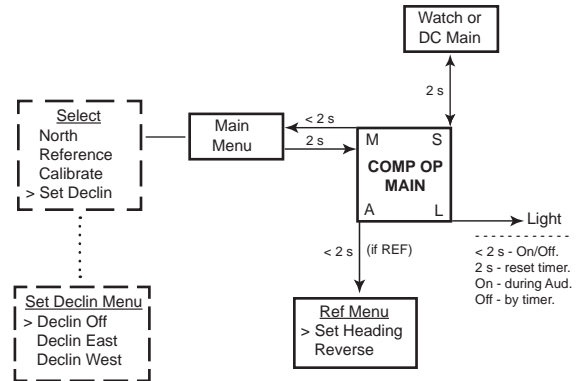 Watch or
DC Main
2 s
Select
North
Reference
Calibrate
> Set Declin
Main
Menu
< 2 s
2 s
M S
COMP OP
MAIN
A L
Light
< 2 s - On/Off.
2 s - reset timer.
On - during Aud.
Off - by timer.
< 2 s (if REF)
Set Declin Menu
> Declin Off
Declin East
Declin West
Ref Menu
> Set Heading
Reverse